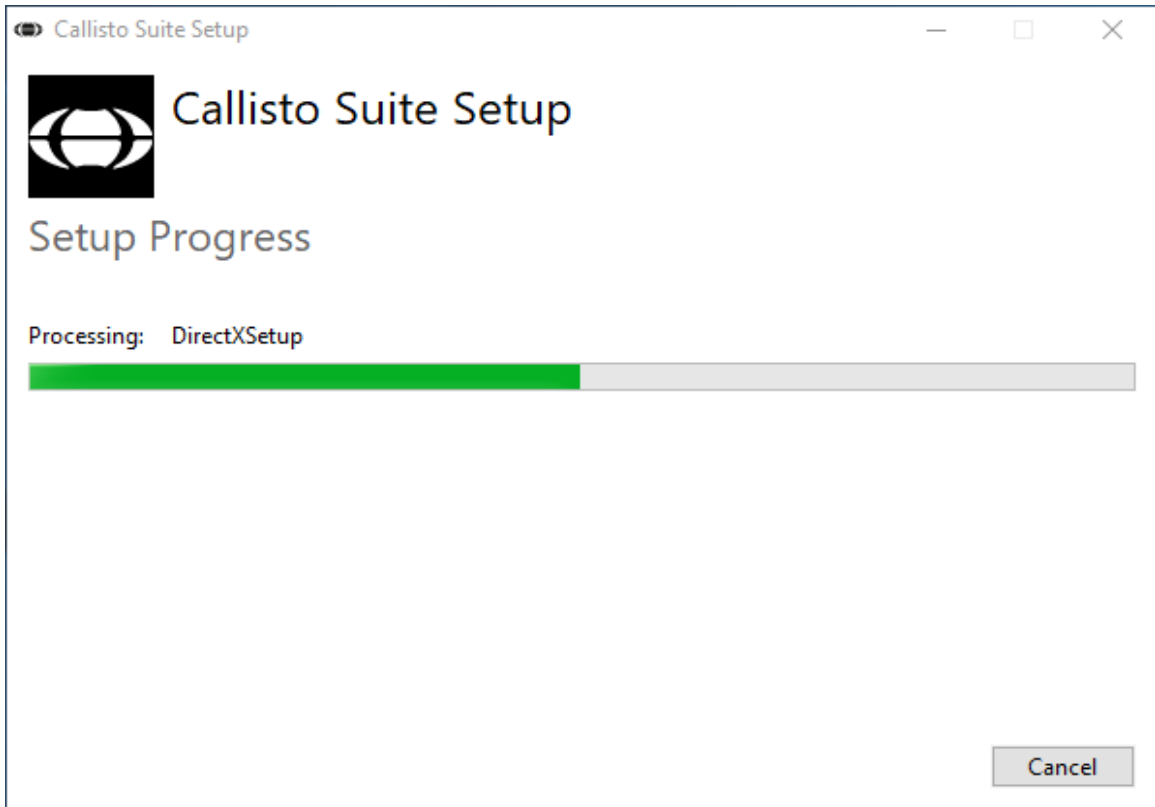 Callisto Suite Setup
Callisto Suite Setup
Setup Progress
Processing: DirectXSetup
Cancel